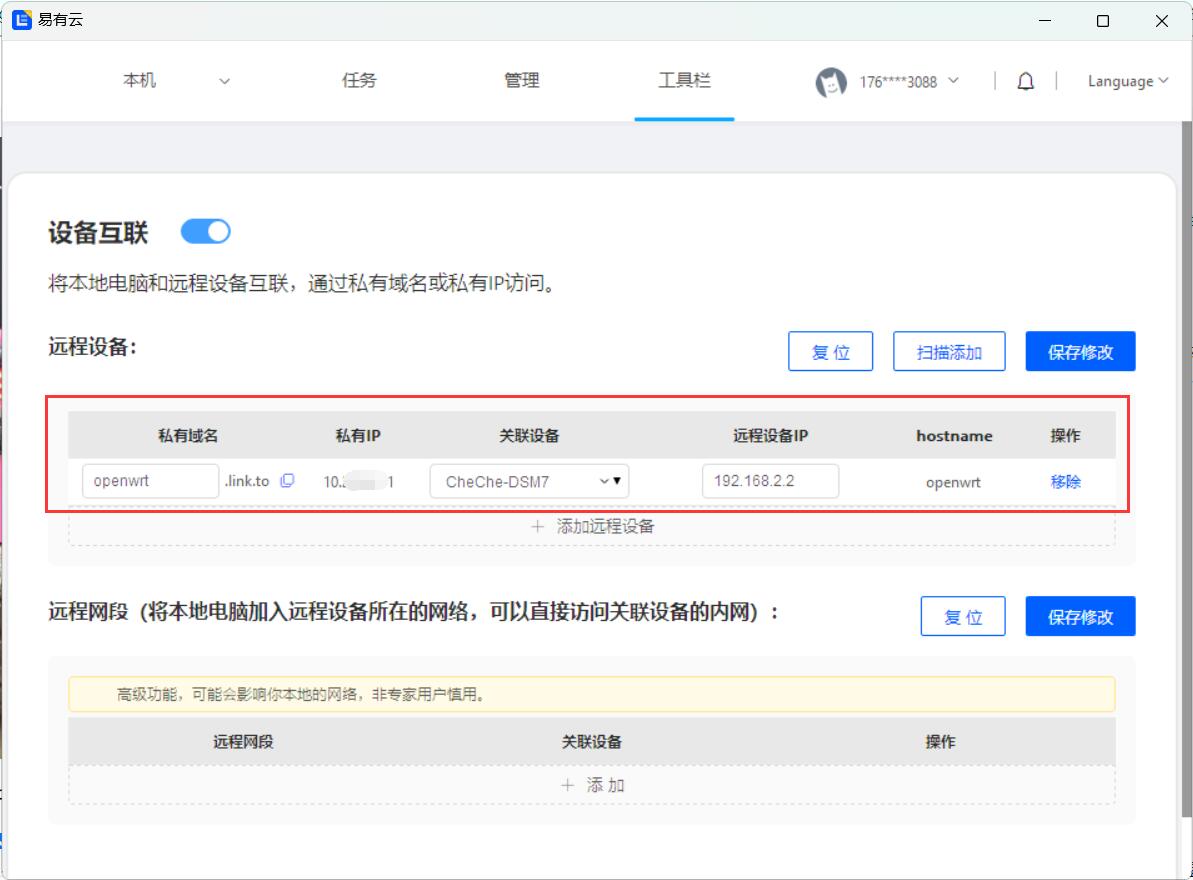 易有云
本机 任务 管理 工具栏 176****3088 Language
设备互联
将本地电脑和远程设备互联，通过私有域名或私有IP访问。
远程设备： 复 位 扫描添加 保存修改
私有域名 私有IP 关联设备 远程设备IP hostname 操作
openwrt .link.to CheChe-DSM7 192.168.2.2 openwrt 移除
+ 添加远程设备
远程网段（将本地电脑加入远程设备所在的网络，可以直接访问关联设备的内网）： 复 位 保存修改
高级功能，可能会影响你本地的网络，非专家用户慎用。
远程网段 关联设备 操作
+ 添 加